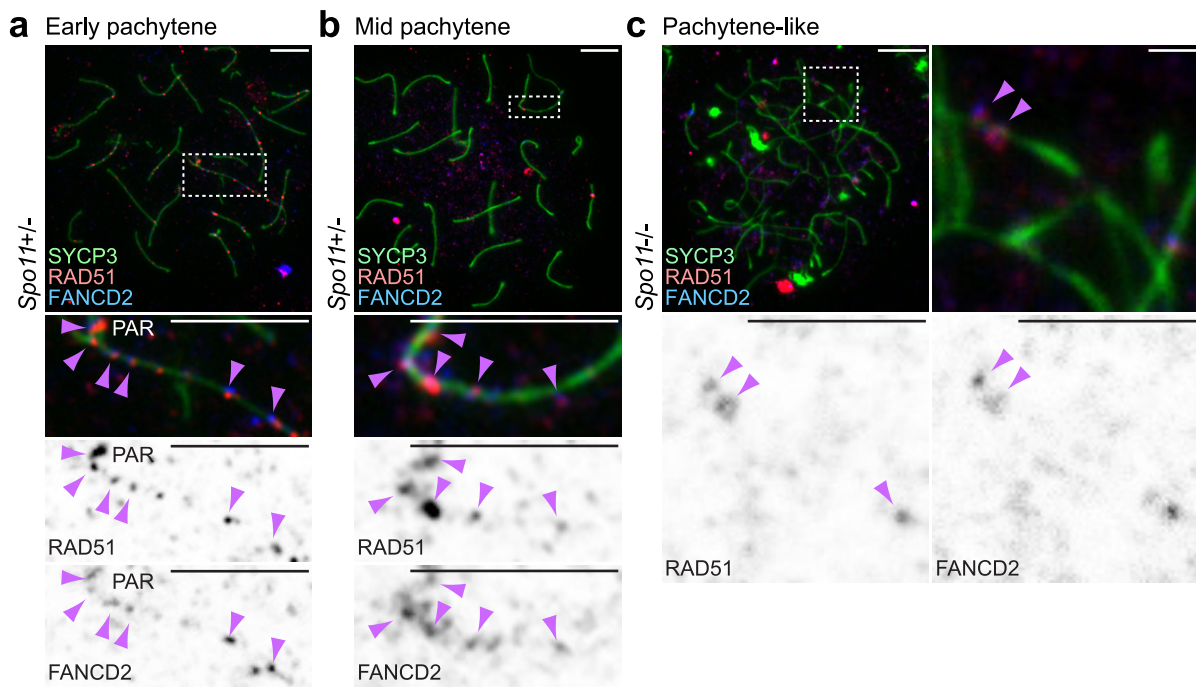 a Early pachytene
Spo11+/-
SYCP3
RAD51
FANCD2
PAR
PAR
RAD51
PAR
FANCD2
b Mid pachytene
Spo11+/-
SYCP3
RAD51
FANCD2
RAD51
FANCD2
c Pachytene-like
Spo11-/-
SYCP3
RAD51
FANCD2
RAD51
FANCD2